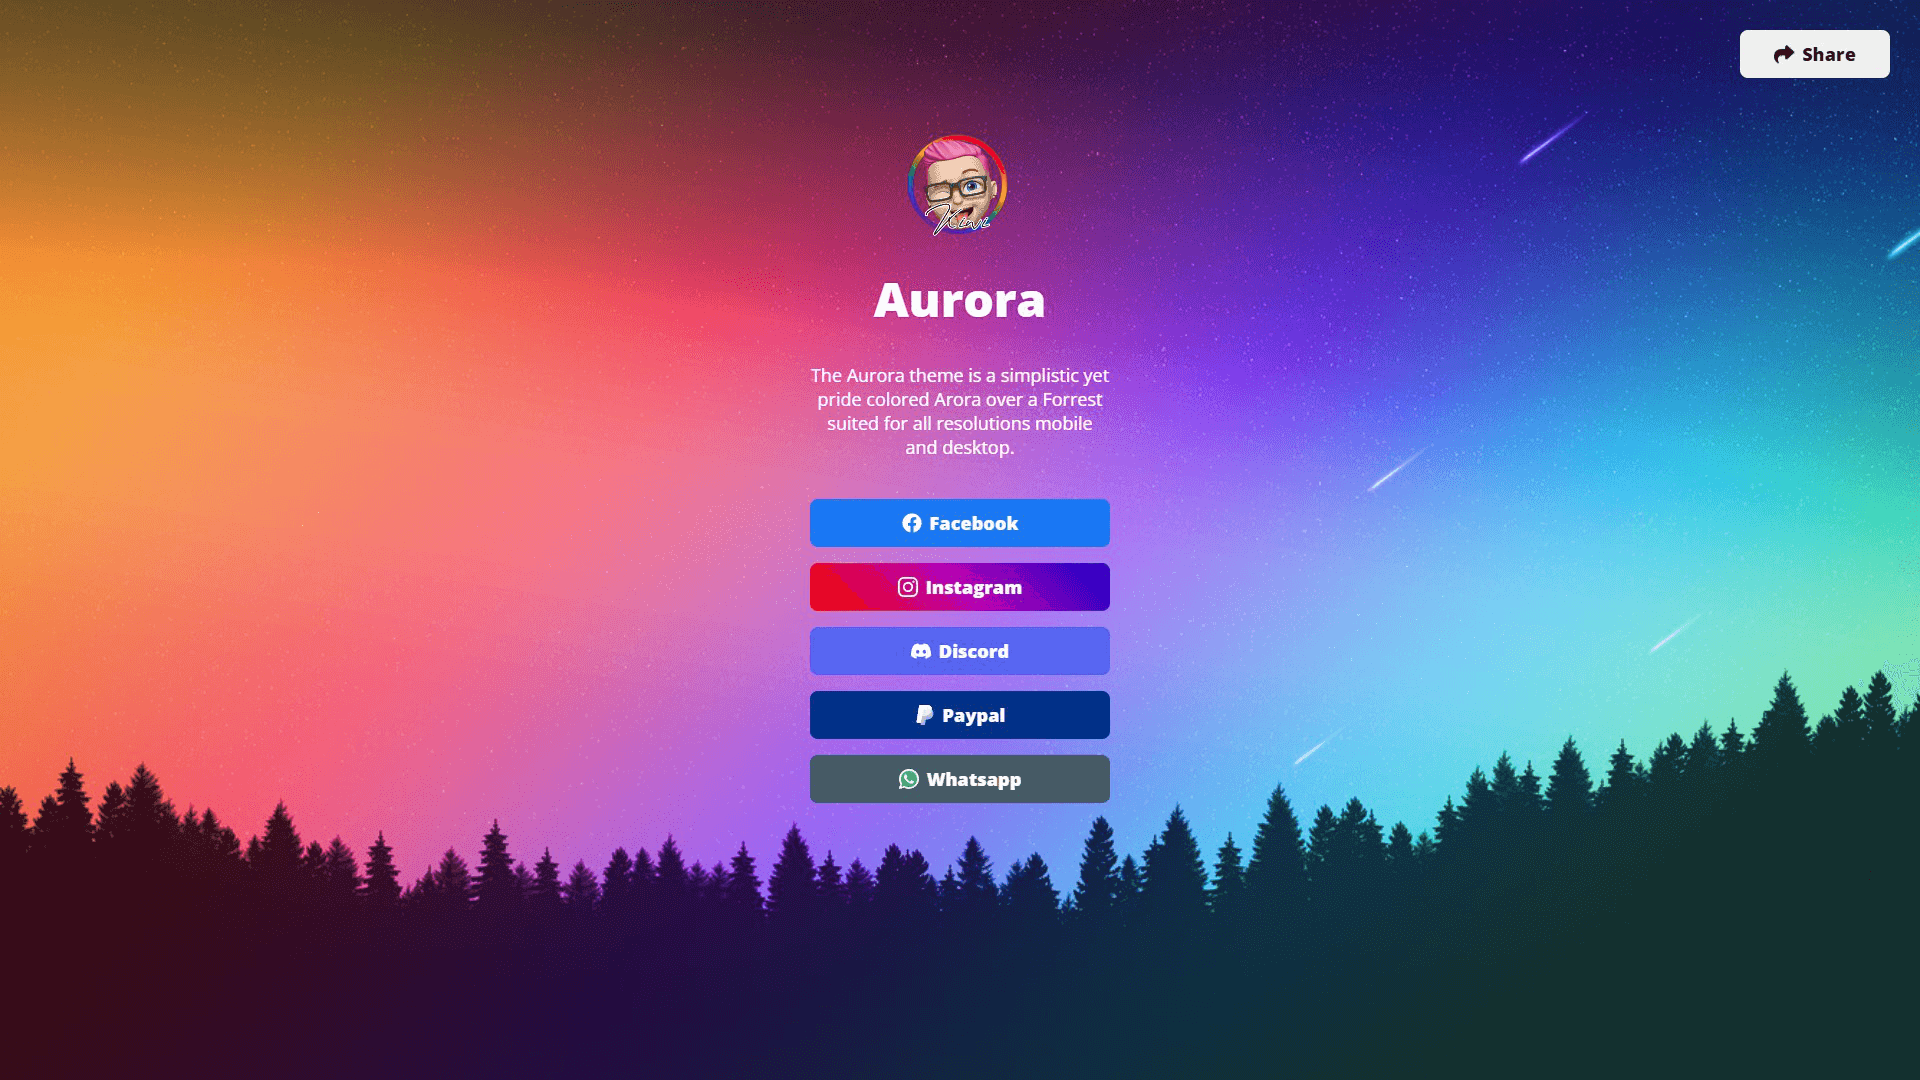 Share
Kiwi
Aurora
The Aurora theme is a simplistic yet
pride colored Arora over a Forrest
suited for all resolutions mobile
and desktop.
Facebook
Instagram
Discord
Paypal
Whatsapp